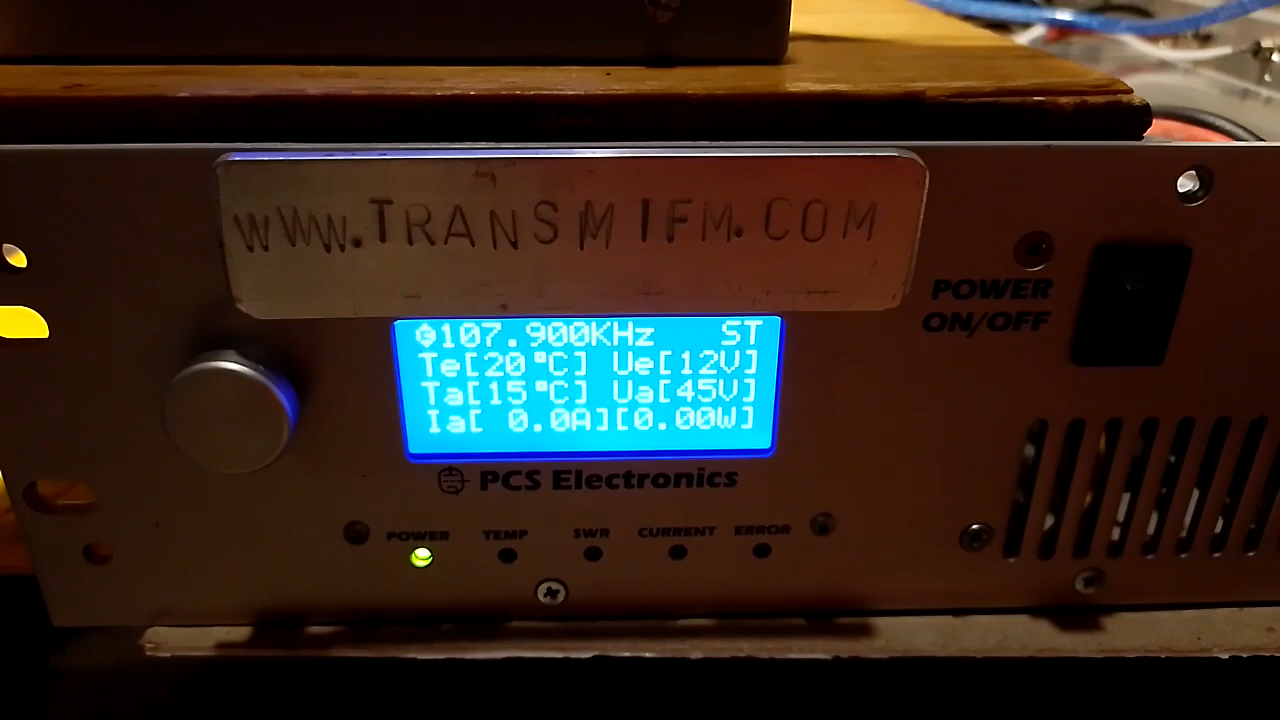 wWW.TRANSMIFM.COM
POWER
ON/OFF
107.900KHz ST
Te[20°C] Ue[12V]
Ta[15°C] Ua[45V]
Ia[ 0.0A][0.00W]
PCS Electronics
POWER TEMP SWR CURRENT ERROR